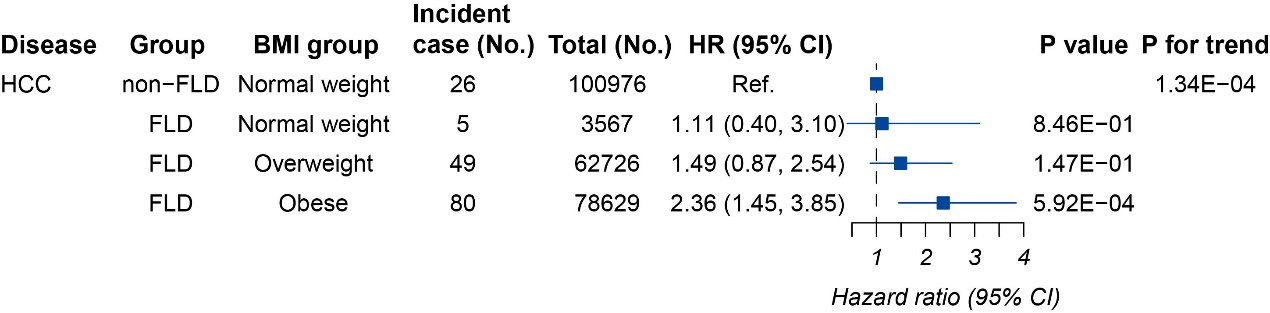 Disease Group BMI group Incident case (No.) Total (No.) HR (95% CI) P value P for trend
HCC non−FLD Normal weight 26 100976 Ref. 1.34E−04
FLD Normal weight 5 3567 1.11 (0.40, 3.10) 8.46E−01
FLD Overweight 49 62726 1.49 (0.87, 2.54) 1.47E−01
FLD Obese 80 78629 2.36 (1.45, 3.85) 5.92E−04
1 2 3 4
Hazard ratio (95% CI)